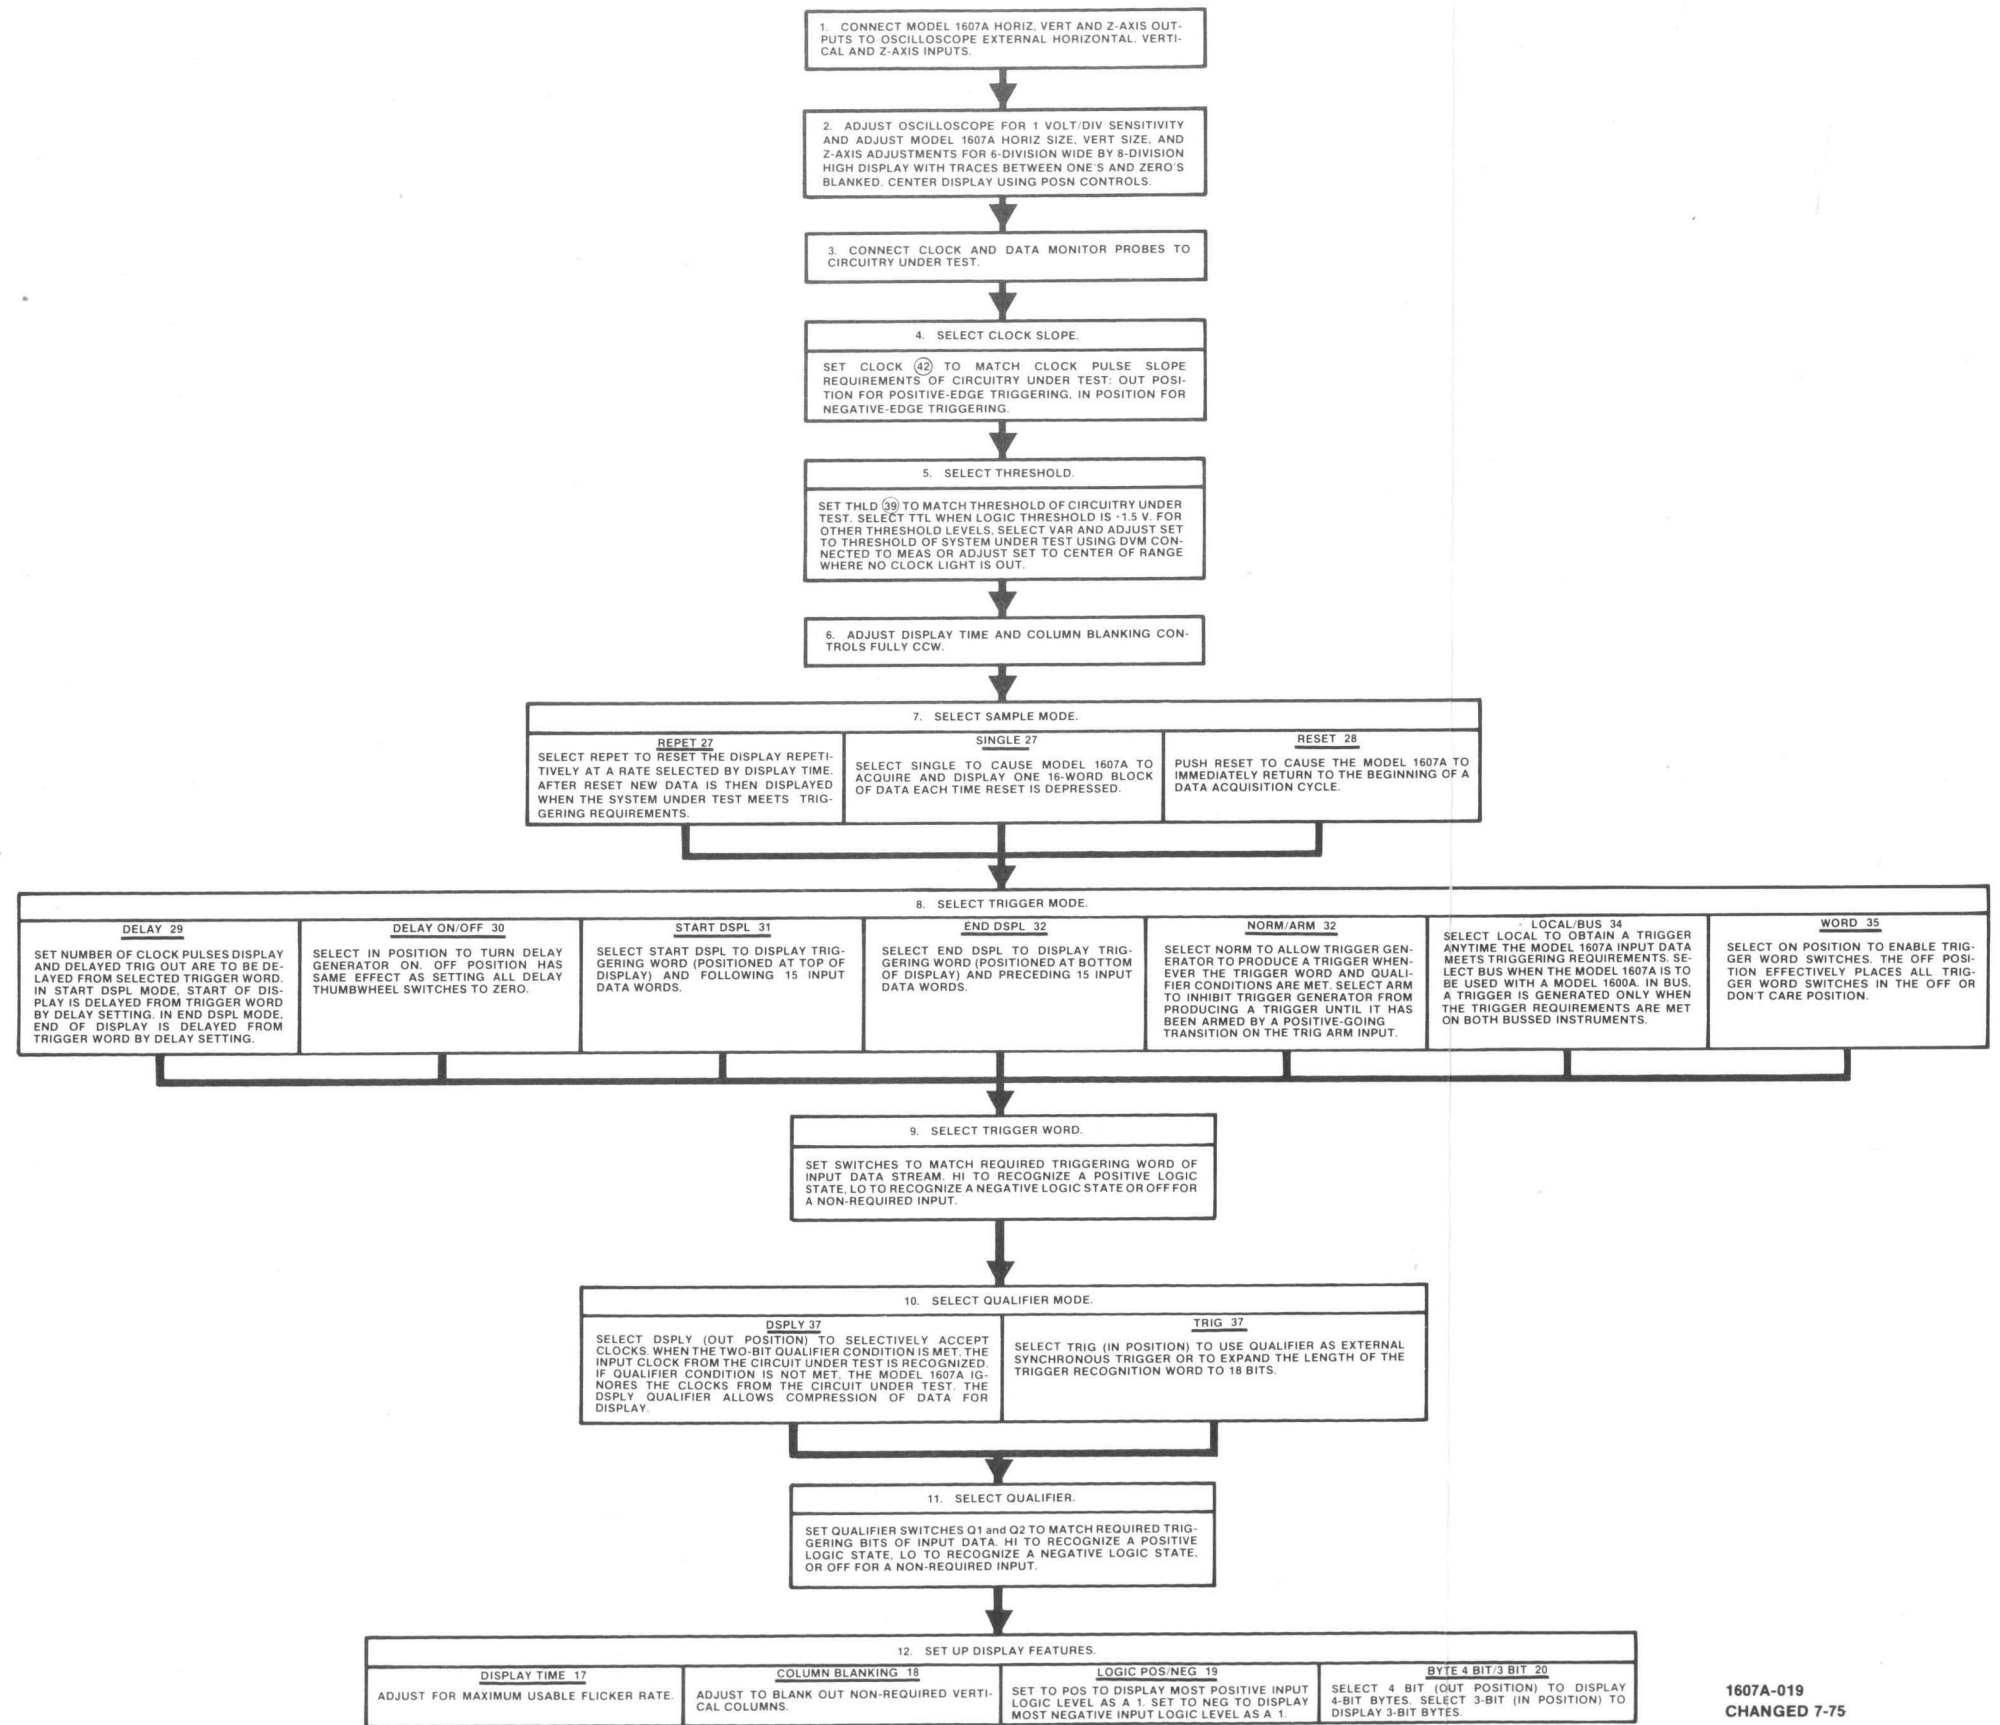 1. CONNECT MODEL 1607A HORIZ, VERT AND Z-AXIS OUT-
PUTS TO OSCILLOSCOPE EXTERNAL HORIZONTAL. VERTI-
CAL AND Z-AXIS INPUTS.
2. ADJUST OSCILLOSCOPE FOR 1 VOLT/DIV SENSITIVITY
AND ADJUST MODEL 1607A HORIZ SIZE, VERT SIZE, AND
Z-AXIS ADJUSTMENTS FOR 6-DIVISION WIDE BY 8-DIVISION
HIGH DISPLAY WITH TRACES BETWEEN ONE'S AND ZERO'S
BLANKED. CENTER DISPLAY USING POSN CONTROLS.
3. CONNECT CLOCK AND DATA MONITOR PROBES TO
CIRCUITRY UNDER TEST.
4. SELECT CLOCK SLOPE.
SET CLOCK 42 TO MATCH CLOCK PULSE SLOPE
REQUIREMENTS OF CIRCUITRY UNDER TEST: OUT POSI-
TION FOR POSITIVE-EDGE TRIGGERING, IN POSITION FOR
NEGATIVE-EDGE TRIGGERING.
5. SELECT THRESHOLD.
SET THLD 39 TO MATCH THRESHOLD OF CIRCUITRY UNDER
TEST. SELECT TTL WHEN LOGIC THRESHOLD IS +1.5 V. FOR
OTHER THRESHOLD LEVELS, SELECT VAR AND ADJUST SET
TO THRESHOLD OF SYSTEM UNDER TEST USING DVM CON-
NECTED TO MEAS OR ADJUST SET TO CENTER OF RANGE
WHERE NO CLOCK LIGHT IS OUT.
6. ADJUST DISPLAY TIME AND COLUMN BLANKING CON-
TROLS FULLY CCW.
7. SELECT SAMPLE MODE.
REPET 27
SELECT REPET TO RESET THE DISPLAY REPETI-
TIVELY AT A RATE SELECTED BY DISPLAY TIME.
AFTER RESET NEW DATA IS THEN DISPLAYED
WHEN THE SYSTEM UNDER TEST MEETS TRIG-
GERING REQUIREMENTS.
SINGLE 27
SELECT SINGLE TO CAUSE MODEL 1607A TO
ACQUIRE AND DISPLAY ONE 16-WORD BLOCK
OF DATA EACH TIME RESET IS DEPRESSED.
RESET 28
PUSH RESET TO CAUSE THE MODEL 1607A TO
IMMEDIATELY RETURN TO THE BEGINNING OF A
DATA ACQUISITION CYCLE.
8. SELECT TRIGGER MODE.
DELAY 29
SET NUMBER OF CLOCK PULSES DISPLAY
AND DELAYED TRIG OUT ARE TO BE DE-
LAYED FROM SELECTED TRIGGER WORD.
IN START DSPL MODE, START OF DIS-
PLAY IS DELAYED FROM TRIGGER WORD
BY DELAY SETTING. IN END DSPL MODE,
END OF DISPLAY IS DELAYED FROM
TRIGGER WORD BY DELAY SETTING.
DELAY ON/OFF 30
SELECT IN POSITION TO TURN DELAY
GENERATOR ON. OFF POSITION HAS
SAME EFFECT AS SETTING ALL DELAY
THUMBWHEEL SWITCHES TO ZERO.
START DSPL 31
SELECT START DSPL TO DISPLAY TRIG-
GERING WORD (POSITIONED AT TOP OF
DISPLAY) AND FOLLOWING 15 INPUT
DATA WORDS.
END DSPL 32
SELECT END DSPL TO DISPLAY TRIG-
GERING WORD (POSITIONED AT BOTTOM
OF DISPLAY) AND PRECEDING 15 INPUT
DATA WORDS.
NORM/ARM 32
SELECT NORM TO ALLOW TRIGGER GEN-
ERATOR TO PRODUCE A TRIGGER WHEN-
EVER THE TRIGGER WORD AND QUALI-
FIER CONDITIONS ARE MET. SELECT ARM
TO INHIBIT TRIGGER GENERATOR FROM
PRODUCING A TRIGGER UNTIL IT HAS
BEEN ARMED BY A POSITIVE-GOING
TRANSITION ON THE TRIG ARM INPUT.
LOCAL/BUS 34
SELECT LOCAL TO OBTAIN A TRIGGER
ANYTIME THE MODEL 1607A INPUT DATA
MEETS TRIGGERING REQUIREMENTS. SE-
LECT BUS WHEN THE MODEL 1607A IS TO
BE USED WITH A MODEL 1600A. IN BUS,
A TRIGGER IS GENERATED ONLY WHEN
THE TRIGGER REQUIREMENTS ARE MET
ON BOTH BUSSED INSTRUMENTS.
WORD 35
SELECT ON POSITION TO ENABLE TRIG-
GER WORD SWITCHES. THE OFF POSI-
TION EFFECTIVELY PLACES ALL TRIG-
GER WORD SWITCHES IN THE OFF OR
DON'T CARE POSITION.
9. SELECT TRIGGER WORD.
SET SWITCHES TO MATCH REQUIRED TRIGGERING WORD OF
INPUT DATA STREAM. HI TO RECOGNIZE A POSITIVE LOGIC
STATE, LO TO RECOGNIZE A NEGATIVE LOGIC STATE OR OFF FOR
A NON-REQUIRED INPUT.
10. SELECT QUALIFIER MODE.
DSPLY 37
SELECT DSPLY (OUT POSITION) TO SELECTIVELY ACCEPT
CLOCKS. WHEN THE TWO-BIT QUALIFIER CONDITION IS MET, THE
INPUT CLOCK FROM THE CIRCUIT UNDER TEST IS RECOGNIZED.
IF QUALIFIER CONDITION IS NOT MET, THE MODEL 1607A IG-
NORES THE CLOCKS FROM THE CIRCUIT UNDER TEST. THE
DSPLY QUALIFIER ALLOWS COMPRESSION OF DATA FOR
DISPLAY.
TRIG 37
SELECT TRIG (IN POSITION) TO USE QUALIFIER AS EXTERNAL
SYNCHRONOUS TRIGGER OR TO EXPAND THE LENGTH OF THE
TRIGGER RECOGNITION WORD TO 18 BITS.
11. SELECT QUALIFIER.
SET QUALIFIER SWITCHES Q1 and Q2 TO MATCH REQUIRED TRIG-
GERING BITS OF INPUT DATA. HI TO RECOGNIZE A POSITIVE
LOGIC STATE, LO TO RECOGNIZE A NEGATIVE LOGIC STATE,
OR OFF FOR A NON-REQUIRED INPUT.
12. SET UP DISPLAY FEATURES.
DISPLAY TIME 17
ADJUST FOR MAXIMUM USABLE FLICKER RATE.
COLUMN BLANKING 18
ADJUST TO BLANK OUT NON-REQUIRED VERTI-
CAL COLUMNS.
LOGIC POS/NEG 19
SET TO POS TO DISPLAY MOST POSITIVE INPUT
LOGIC LEVEL AS A 1. SET TO NEG TO DISPLAY
MOST NEGATIVE INPUT LOGIC LEVEL AS A 1.
BYTE 4 BIT/3 BIT 20
SELECT 4 BIT (OUT POSITION) TO DISPLAY
4-BIT BYTES. SELECT 3-BIT (IN POSITION) TO
DISPLAY 3-BIT BYTES.
1607A-019
CHANGED 7-75